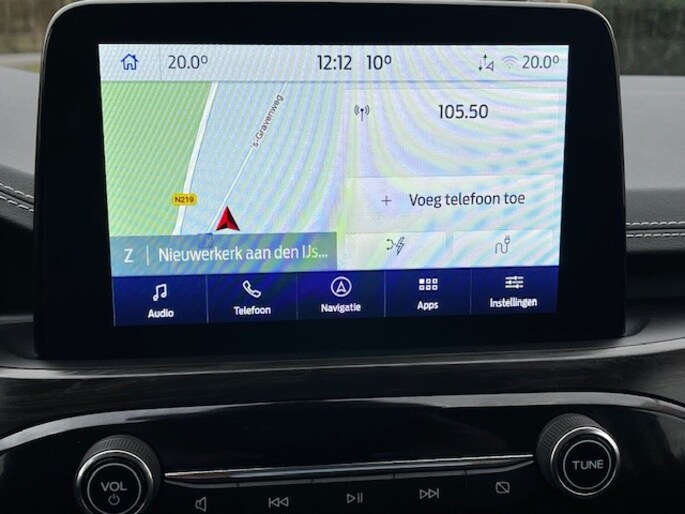 20.0° 12:12 10° 20.0°
's-Gravenweg
105.50
N219
+ Voeg telefoon toe
Z | Nieuwerkerk aan den IJs...
Audio Telefoon Navigatie Apps Instellingen
VOL TUNE